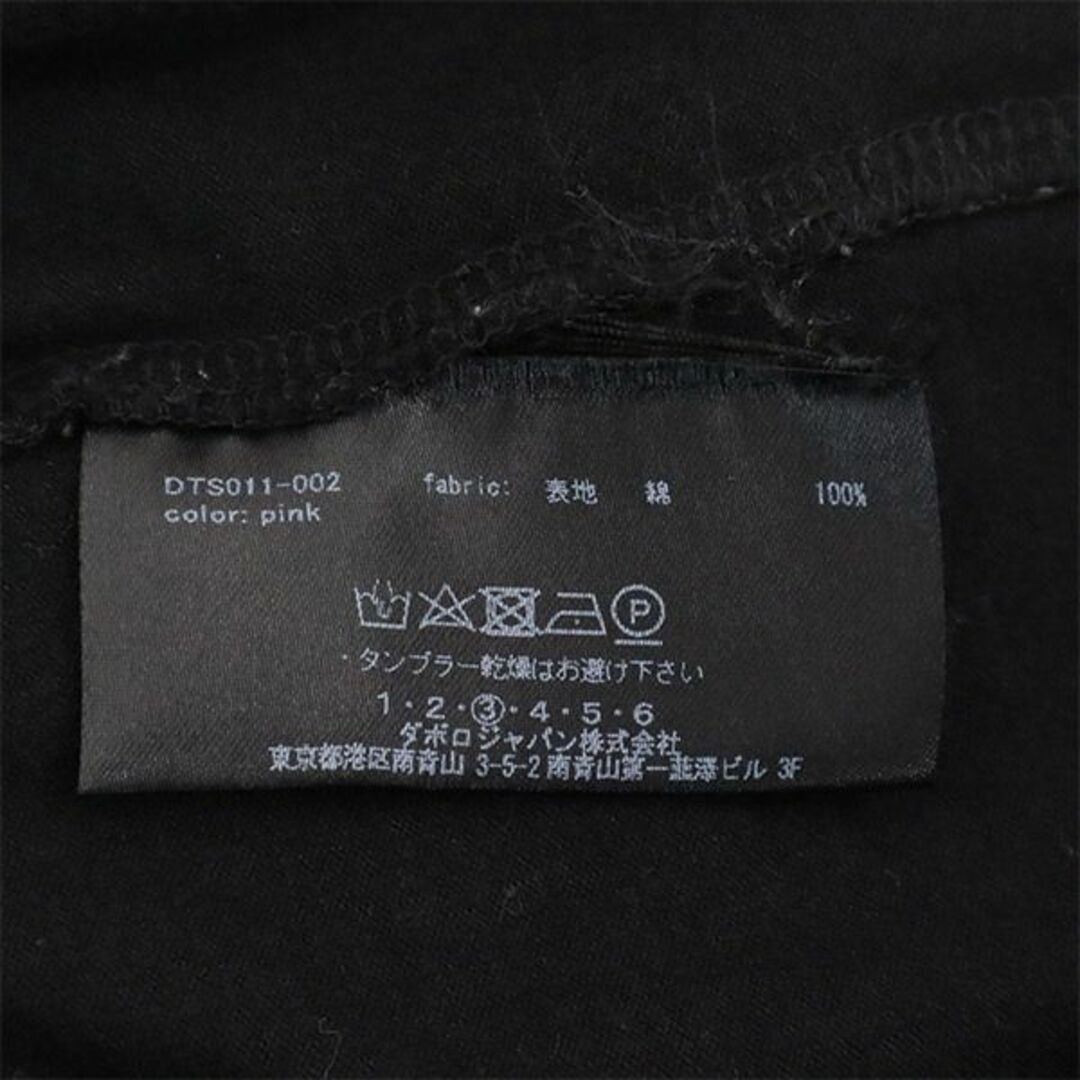 DTS011-002 fabric: 表地 綿 100%
color: pink
P
・タンブラー乾燥はお避け下さい
1・2・③・4・5・6
ダボロジャパン株式会社
東京都港区南青山 3-5-2 南青山第一韮澤ビル 3F